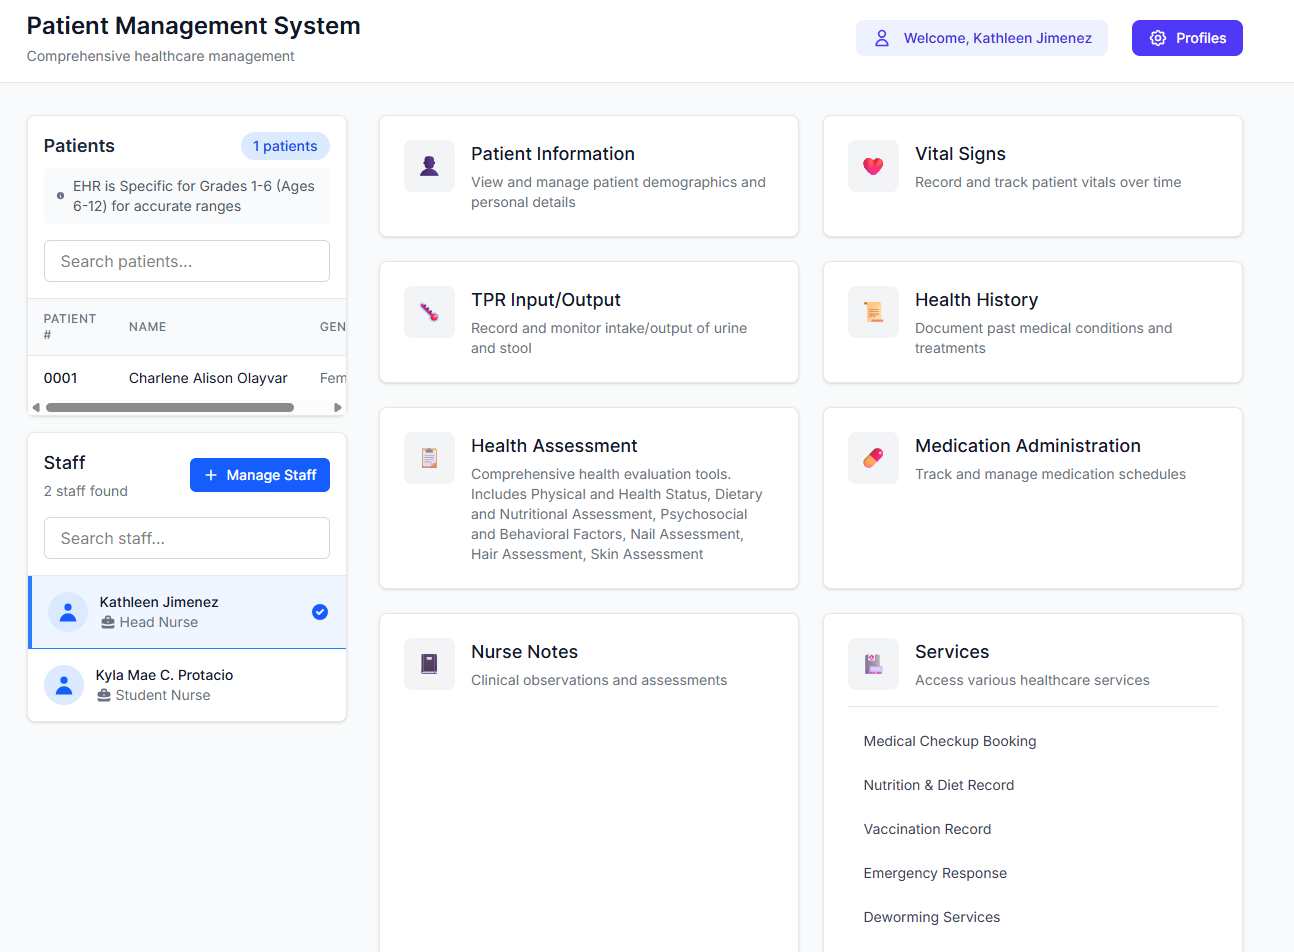 Patient Management System
Comprehensive healthcare management
Welcome, Kathleen Jimenez
Profiles
Patients
1 patients
EHR is Specific for Grades 1-6 (Ages
6-12) for accurate ranges
Search patients...
PATIENT
#
NAME
GEN
0001
Charlene Alison Olayvar
Fem
Staff
2 staff found
+ Manage Staff
Search staff...
Kathleen Jimenez
Head Nurse
Kyla Mae C. Protacio
Student Nurse
Patient Information
View and manage patient demographics and
personal details
Vital Signs
Record and track patient vitals over time
TPR Input/Output
Record and monitor intake/output of urine
and stool
Health History
Document past medical conditions and
treatments
Health Assessment
Comprehensive health evaluation tools.
Includes Physical and Health Status, Dietary
and Nutritional Assessment, Psychosocial
and Behavioral Factors, Nail Assessment,
Hair Assessment, Skin Assessment
Medication Administration
Track and manage medication schedules
Nurse Notes
Clinical observations and assessments
Services
Access various healthcare services
Medical Checkup Booking
Nutrition & Diet Record
Vaccination Record
Emergency Response
Deworming Services